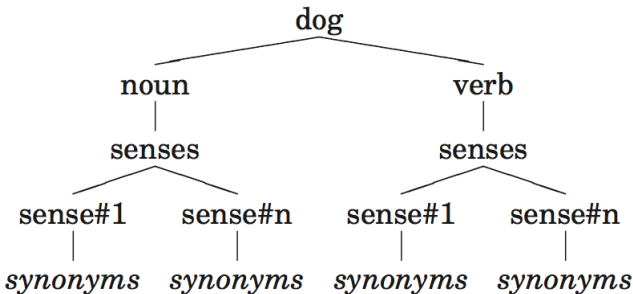 dog
noun verb
senses senses
sense#1 sense#n sense#1 sense#n
synonyms synonyms synonyms synonyms